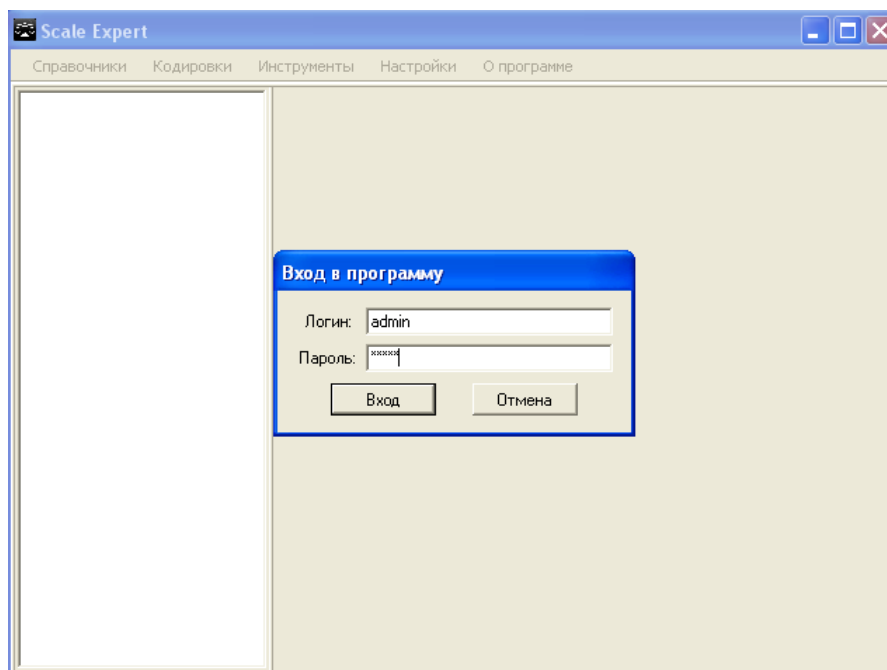 Scale Expert
Справочники Кодировки Инструменты Настройки О программе
Вход в программу
Логин: admin
Пароль: *****
Вход Отмена